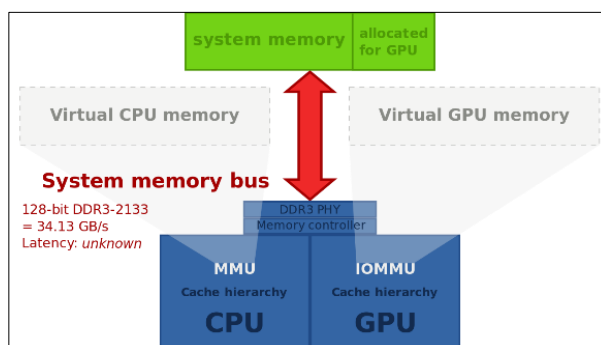 system memory
allocated
for GPU
Virtual CPU memory
Virtual GPU memory
System memory bus
128-bit DDR3-2133
= 34.13 GB/s
Latency: unknown
DDR3 PHY
Memory controller
MMU
IOMMU
Cache hierarchy
Cache hierarchy
CPU
GPU